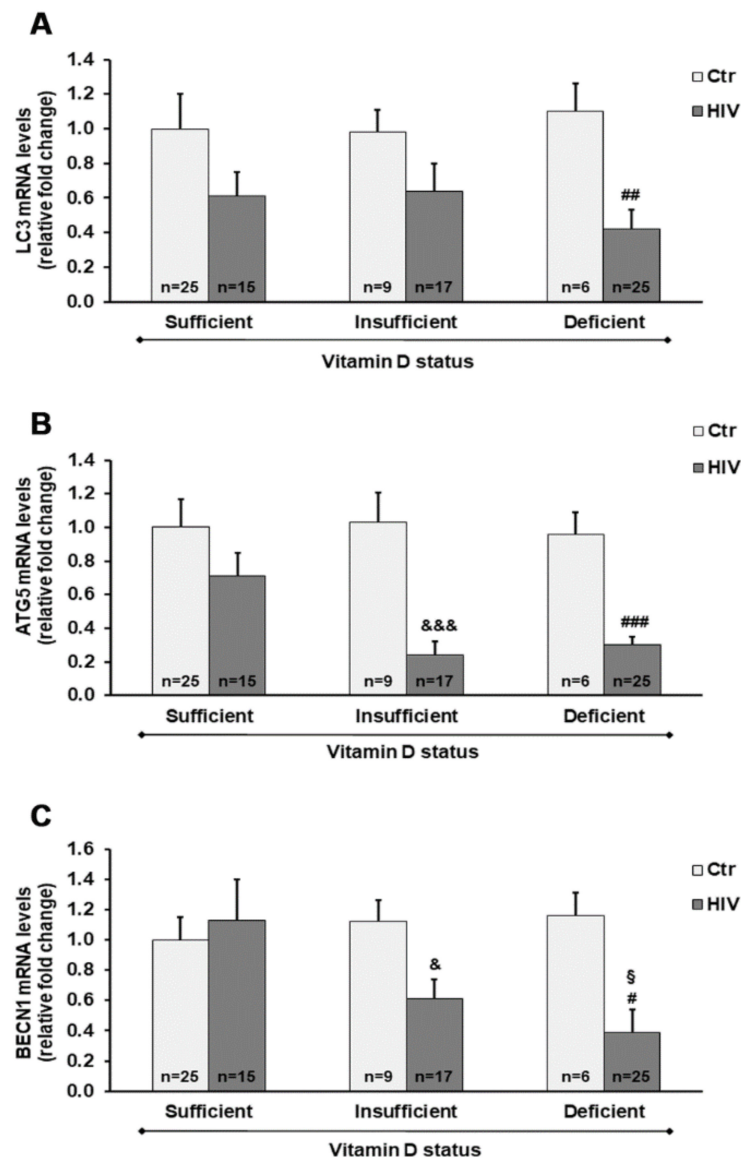 A
LC3 mRNA levels
(relative fold change)
1.4
1.2
1.0
0.8
0.6
0.4
0.2
0.0
Ctr
HIV
##
n=25 n=15 n=9 n=17 n=6 n=25
Sufficient Insufficient Deficient
Vitamin D status
B
ATG5 mRNA levels
(relative fold change)
1.4
1.2
1.0
0.8
0.6
0.4
0.2
0.0
Ctr
HIV
&&& ###
n=25 n=15 n=9 n=17 n=6 n=25
Sufficient Insufficient Deficient
Vitamin D status
C
BECN1 mRNA levels
(relative fold change)
1.6
1.4
1.2
1.0
0.8
0.6
0.4
0.2
0.0
Ctr
HIV
& §
#
n=25 n=15 n=9 n=17 n=6 n=25
Sufficient Insufficient Deficient
Vitamin D status